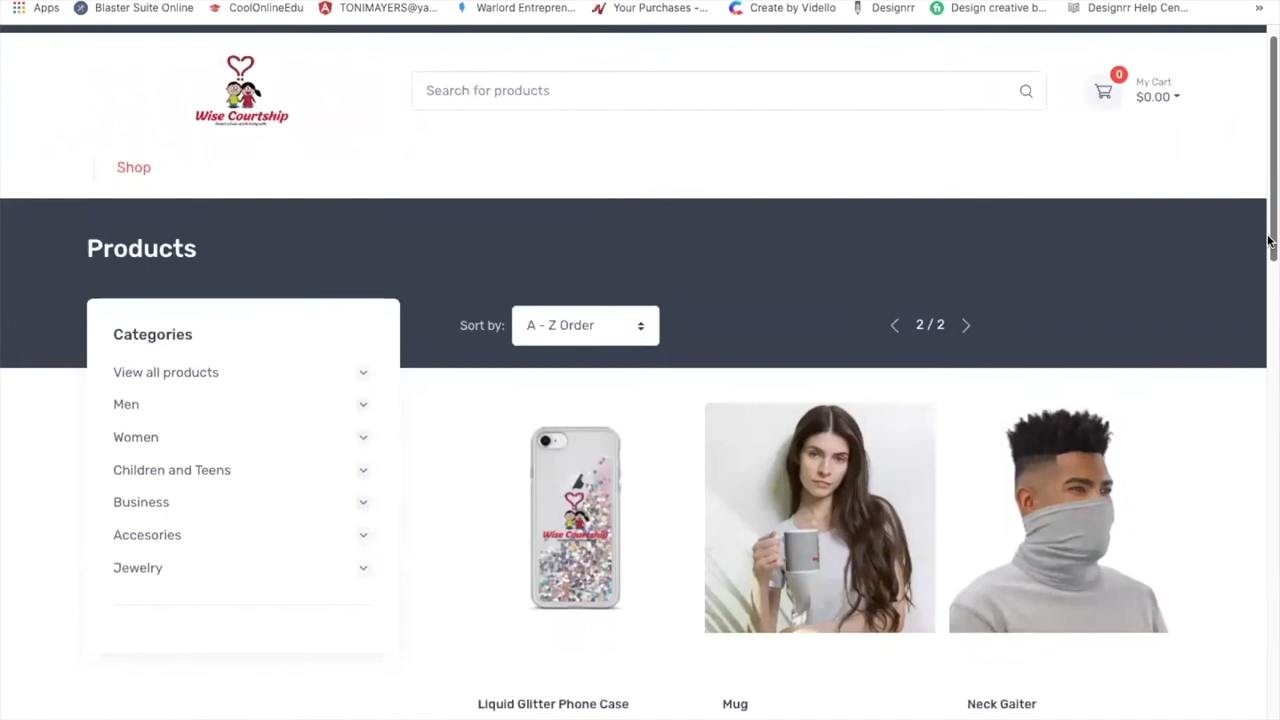 Apps Blaster Suite Online CoolOnlineEdu TONIMAYERS@ya... Warlord Entrepren... Your Purchases -... Create by Vidello Designrr Design creative b... Designrr Help Cen... »
Wise Courtship
Search for products
0
My Cart
$0.00
Shop
Products
Categories
View all products
Men
Women
Children and Teens
Business
Accesories
Jewelry
Sort by: A - Z Order
2 / 2
Wise Courtship
Liquid Glitter Phone Case
Mug
Neck Gaiter